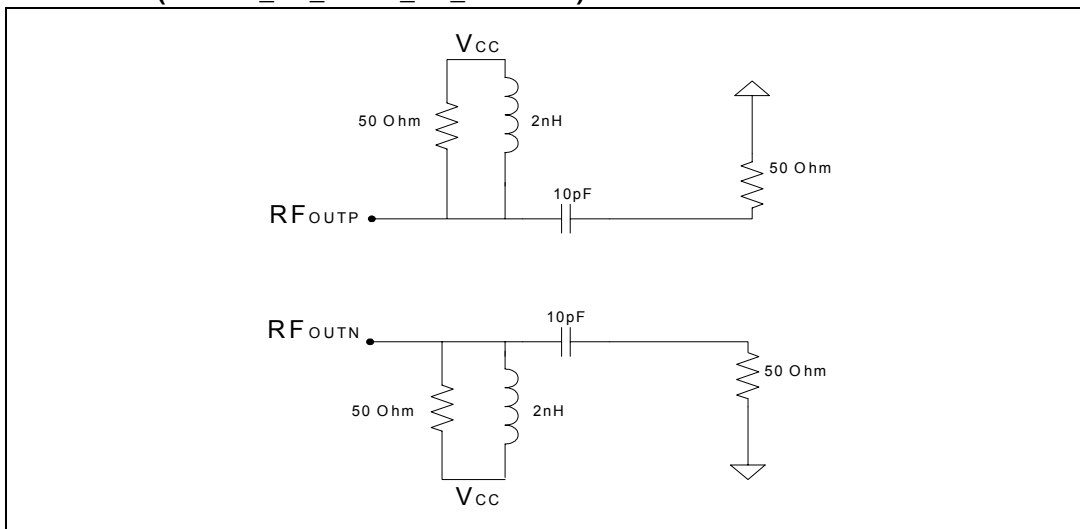 VCC
50 Ohm
2nH
50 Ohm
10pF
RFOUTP
RFOUTN
10pF
50 Ohm
50 Ohm
2nH
VCC